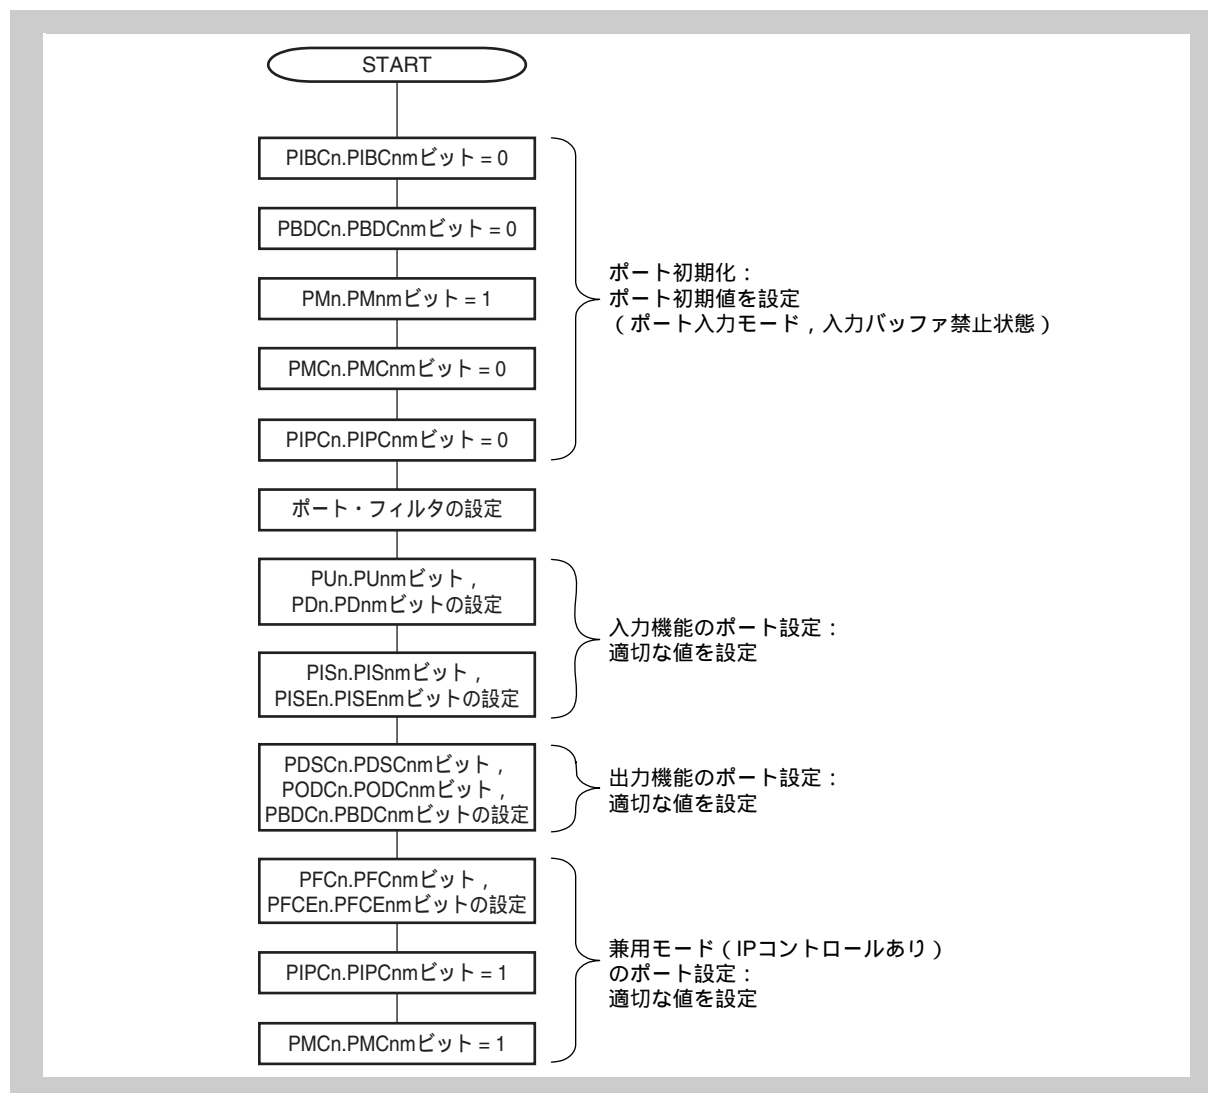 START
PIBCn.PIBCnmビット = 0
PBDCn.PBDCnmビット = 0
PMn.PMnmビット = 1
PMCn.PMCnmビット = 0
PIPCn.PIPCnmビット = 0
ポート初期化：
ポート初期値を設定
（ポート入力モード，入力バッファ禁止状態）
ポート・フィルタの設定
PUn.PUnmビット，
PDn.PDnmビットの設定
PISn.PISnmビット，
PISEn.PISEnmビットの設定
入力機能のポート設定：
適切な値を設定
PDSCn.PDSCnmビット，
PODCn.PODCnmビット，
PBDCn.PBDCnmビットの設定
出力機能のポート設定：
適切な値を設定
PFCn.PFCnmビット，
PFCEn.PFCEnmビットの設定
PIPCn.PIPCnmビット = 1
PMCn.PMCnmビット = 1
兼用モード（IPコントロールあり）
のポート設定：
適切な値を設定